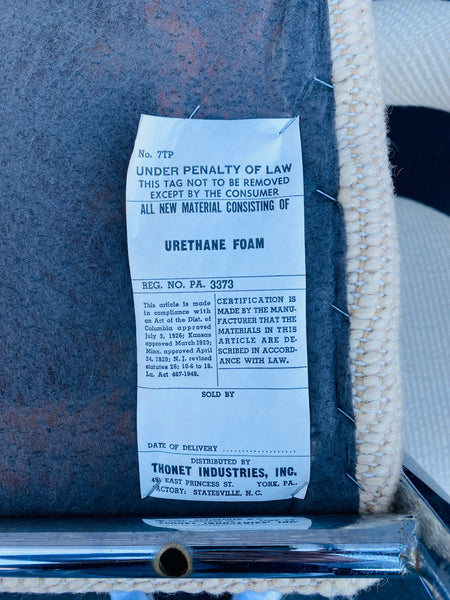 No. 7TP
UNDER PENALTY OF LAW
THIS TAG NOT TO BE REMOVED
EXCEPT BY THE CONSUMER
ALL NEW MATERIAL CONSISTING OF
URETHANE FOAM
REG. NO. PA. 3373
This article is made
in compliance with
an Act of the Dist. of
Columbia approved
July 3, 1926; Kansas
approved March 1923;
Minn. approved April
24, 1929; N. J. revised
statutes 26; 10-6 to 18.
La. Act 467-1948.
CERTIFICATION IS
MADE BY THE MANU-
FACTURER THAT THE
MATERIALS IN THIS
ARTICLE ARE DE-
SCRIBED IN ACCORD-
ANCE WITH LAW.
SOLD BY
DATE OF DELIVERY ....................
DISTRIBUTED BY
THONET INDUSTRIES, INC.
EAST PRINCESS ST. YORK, PA.
FACTORY: STATESVILLE, N. C.